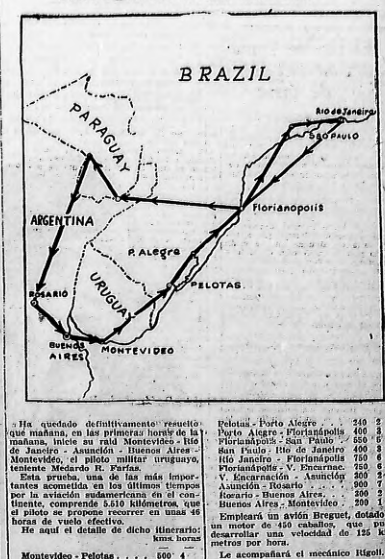 BRAZIL
RIO de Janeiro
SAO PAULO
PARAGUAY
Florianopolis
ARGENTINA
P. Alegre
PELOTAS
URUGUAY
ROSARIO
BUENOS
AIRES
MONTEVIDEO
Ha quedado definitivamente resuelto
que mañana, en las primeras horas de la
mañana, inicie su raid Montevideo - Río
de Janeiro - Asunción - Buenos Aires -
Montevideo, el piloto militar uruguayo,
teniente Medardo R. Farías.
Esta prueba, una de las más impor-
tantes acometida en los últimos tiempos
por la aviación sudamericana en el con-
tinente, comprende 5.510 kilómetros, que
el piloto se propone recorrer en unas 46
horas de vuelo efectivo.
He aquí el detalle de dicho itinerario:
kms. horas
Montevideo - Pelotas . . . . 500 4
Pelotas - Porto Alegre . . . . 240 2
Porto Alegre - Florianápolis 400 3
Florianápolis - San Paulo . . 550 5
San Paulo - Río de Janeiro 400 3
Río Janeiro - Florianápolis 750 6
Florianápolis - V. Encarnac. 750 6
V. Encarnación - Asunción 300 2
Asunción - Rosario . . . . 900 7
Rosario - Buenos Aires . . . 300 2
Buenos Aires - Montevideo . 200 1
Empleará un avión Breguet, dotado
un motor de 450 caballos, que pu
desarrollar una velocidad de 125
metros por hora.
Le acompañará el mecánico Rigol